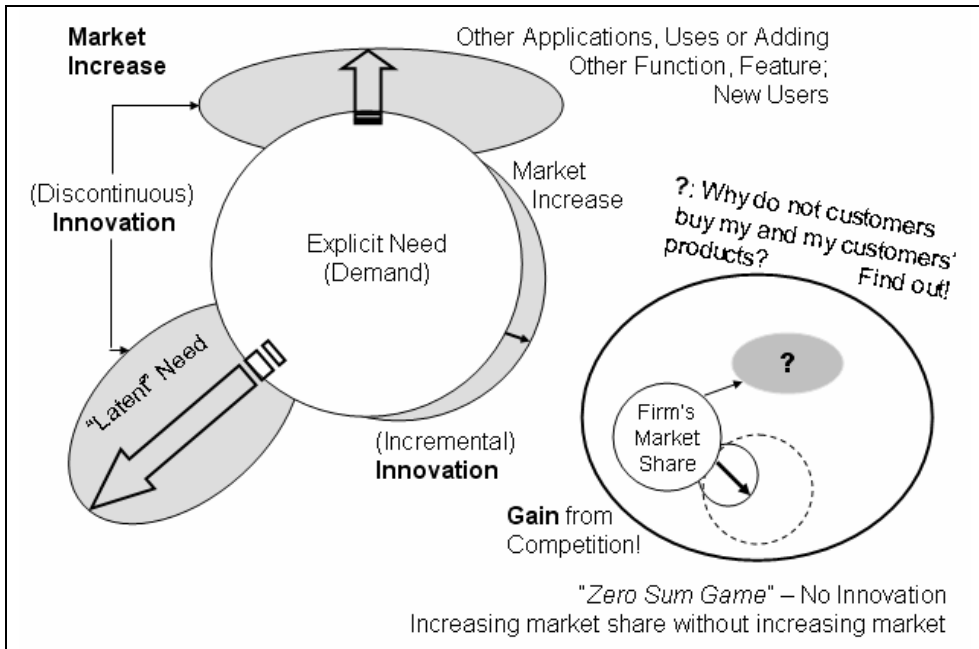 Market
Increase
Other Applications, Uses or Adding
Other Function, Feature;
New Users
(Discontinuous)
Innovation
Market
Increase
Explicit Need
(Demand)
"Latent" Need
(Incremental)
Innovation
?: Why do not customers
buy my and my customers'
products? Find out!
?
Firm's
Market
Share
Gain from
Competition!
"Zero Sum Game" – No Innovation
Increasing market share without increasing market